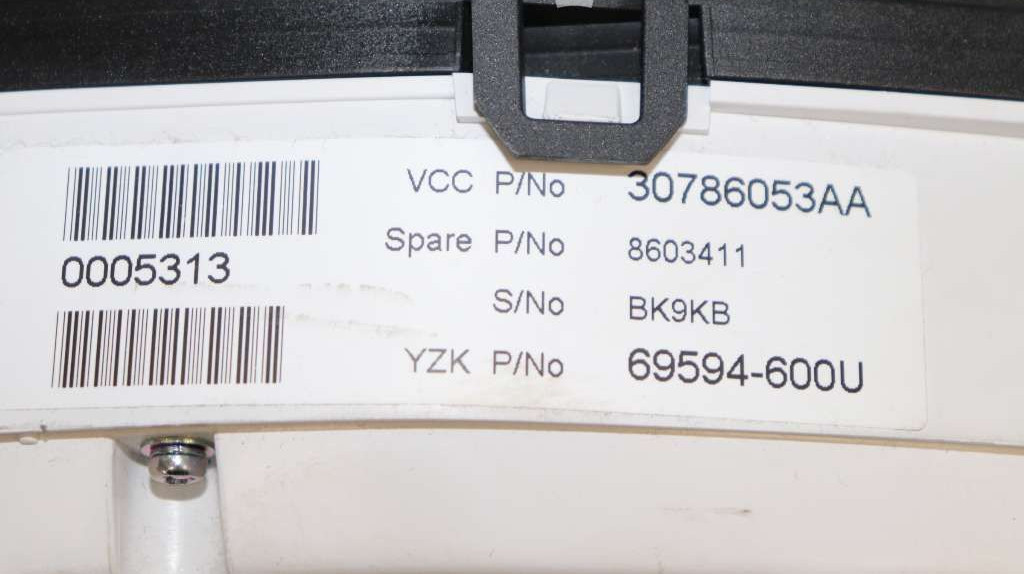 VCC P/No 30786053AA
Spare P/No 8603411
0005313
S/No BK9KB
YZK P/No 69594-600U